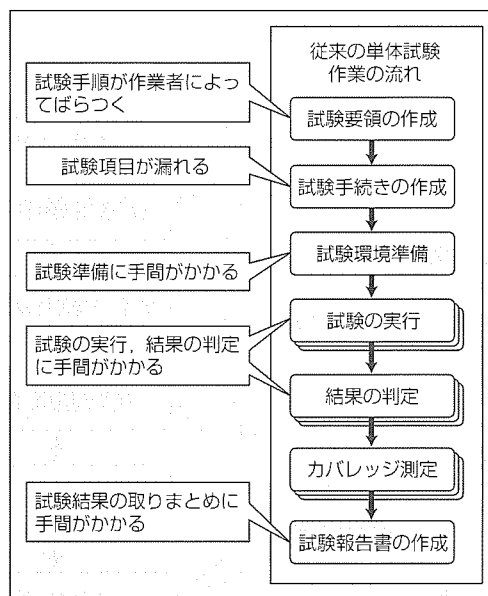 従来の単体試験
作業の流れ
試験手順が作業者によっ
てばらつく
試験要領の作成
試験項目が漏れる
試験手続きの作成
試験準備に手間がかかる
試験環境準備
試験の実行，結果の判定
に手間がかかる
試験の実行
結果の判定
カバレッジ測定
試験結果の取りまとめに
手間がかかる
試験報告書の作成